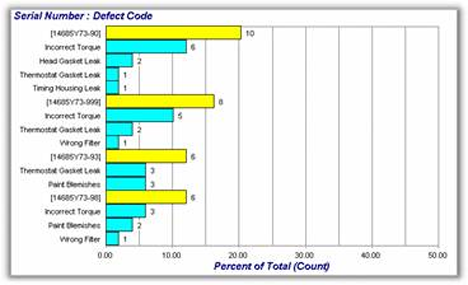 Serial Number : Defect Code
[14685Y73-90] 10
Incorrect Torque 6
Head Gasket Leak 2
Thermostat Gasket Leak 1
Timing Housing Leak 1
[14685Y73-999] 8
Incorrect Torque 5
Thermostat Gasket Leak 2
Wrong Filter 1
[14685Y73-93] 6
Thermostat Gasket Leak 3
Paint Blemishes 3
[14685Y73-98] 6
Incorrect Torque 3
Paint Blemishes 2
Wrong Filter 1
0.00 10.00 20.00 30.00 40.00 50.00
Percent of Total (Count)